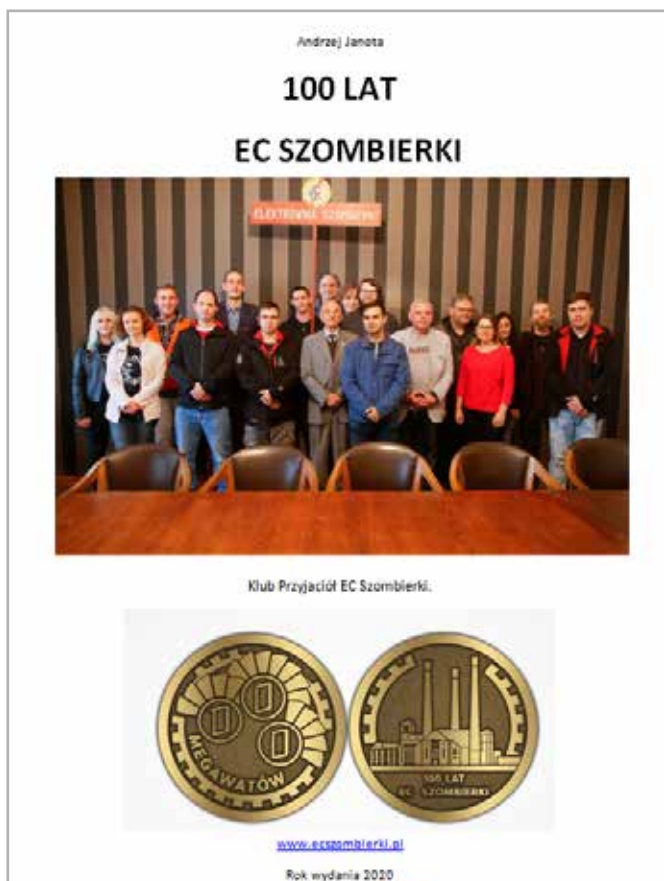 Andrzej Janota
100 LAT
EC SZOMBIERKI
ELEKTROWNIA SZOMBIERKI
Klub Przyjaciół EC Szombierki.
MEGAWATÓW
100 LAT
EC SZOMBIERKI
www.ecszombierki.pl
Rok wydania 2020